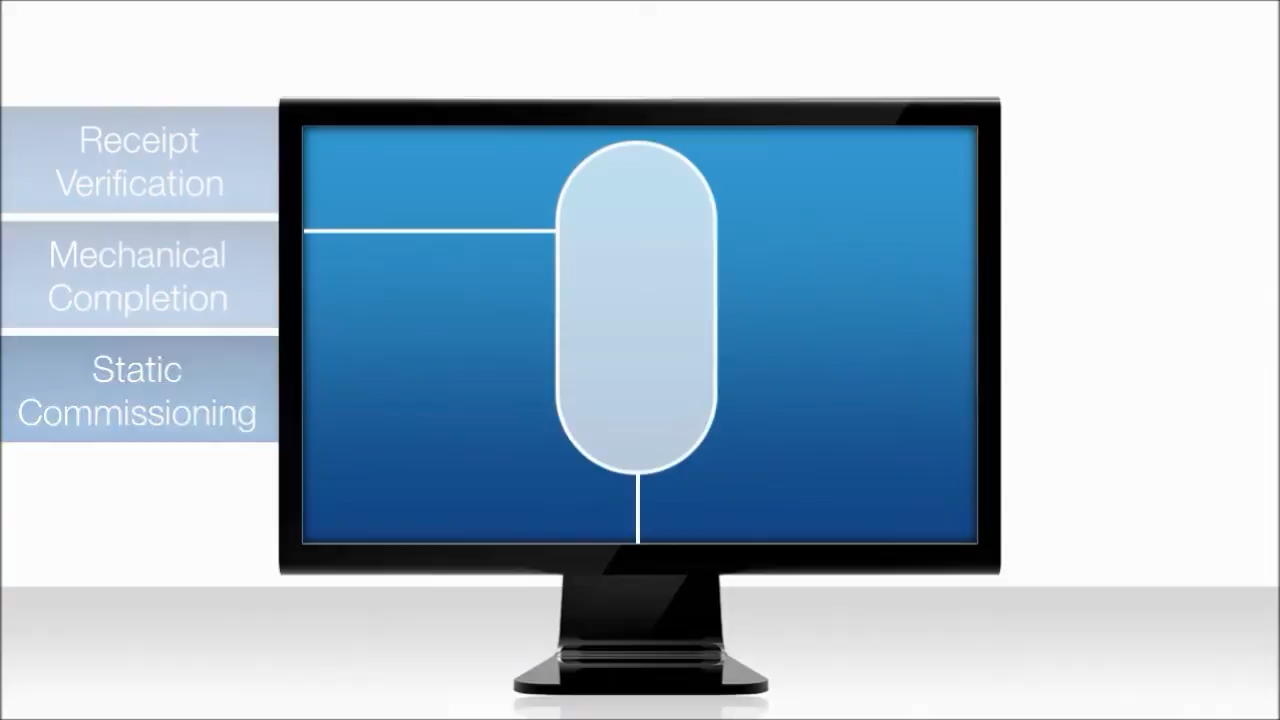 Receipt
Verification
Mechanical
Completion
Static
Commissioning